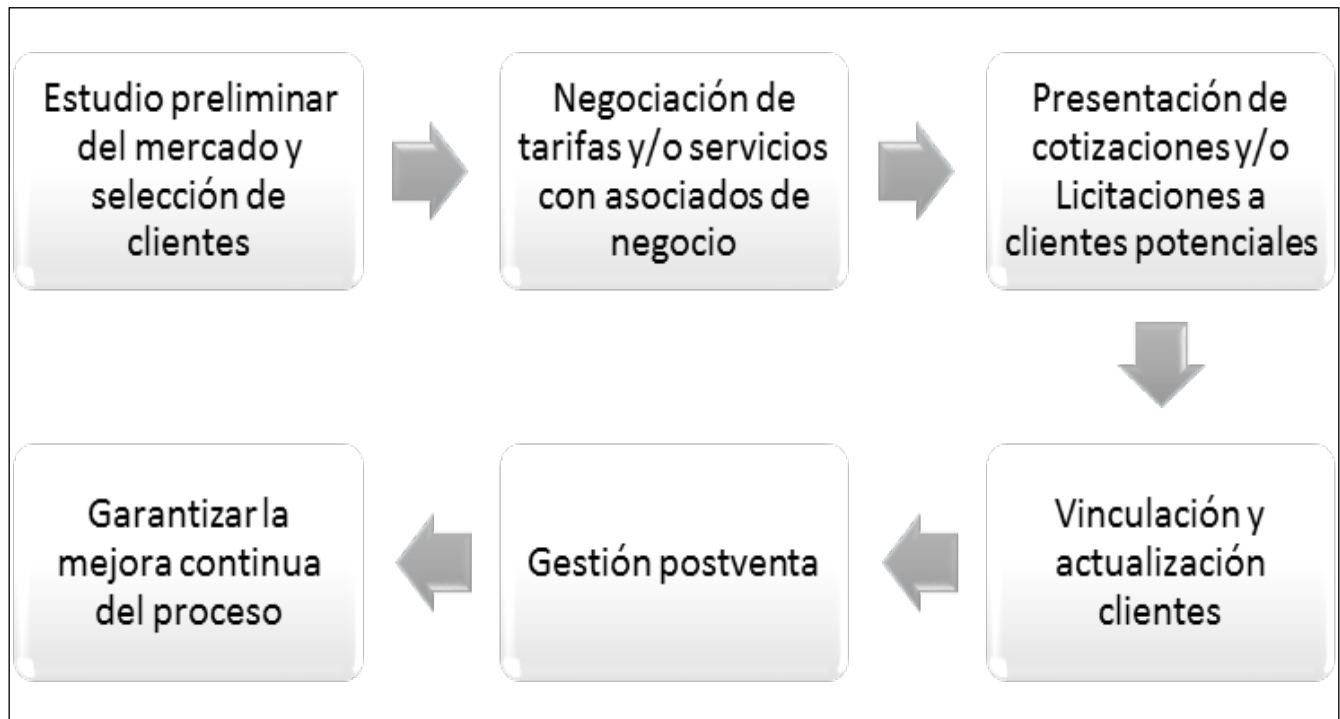 Estudio preliminar
del mercado y
selección de
clientes
Negociación de
tarifas y/o servicios
con asociados de
negocio
Presentación de
cotizaciones y/o
Licitaciones a
clientes potenciales
Vinculación y
actualización
clientes
Gestión postventa
Garantizar la
mejora continua
del proceso